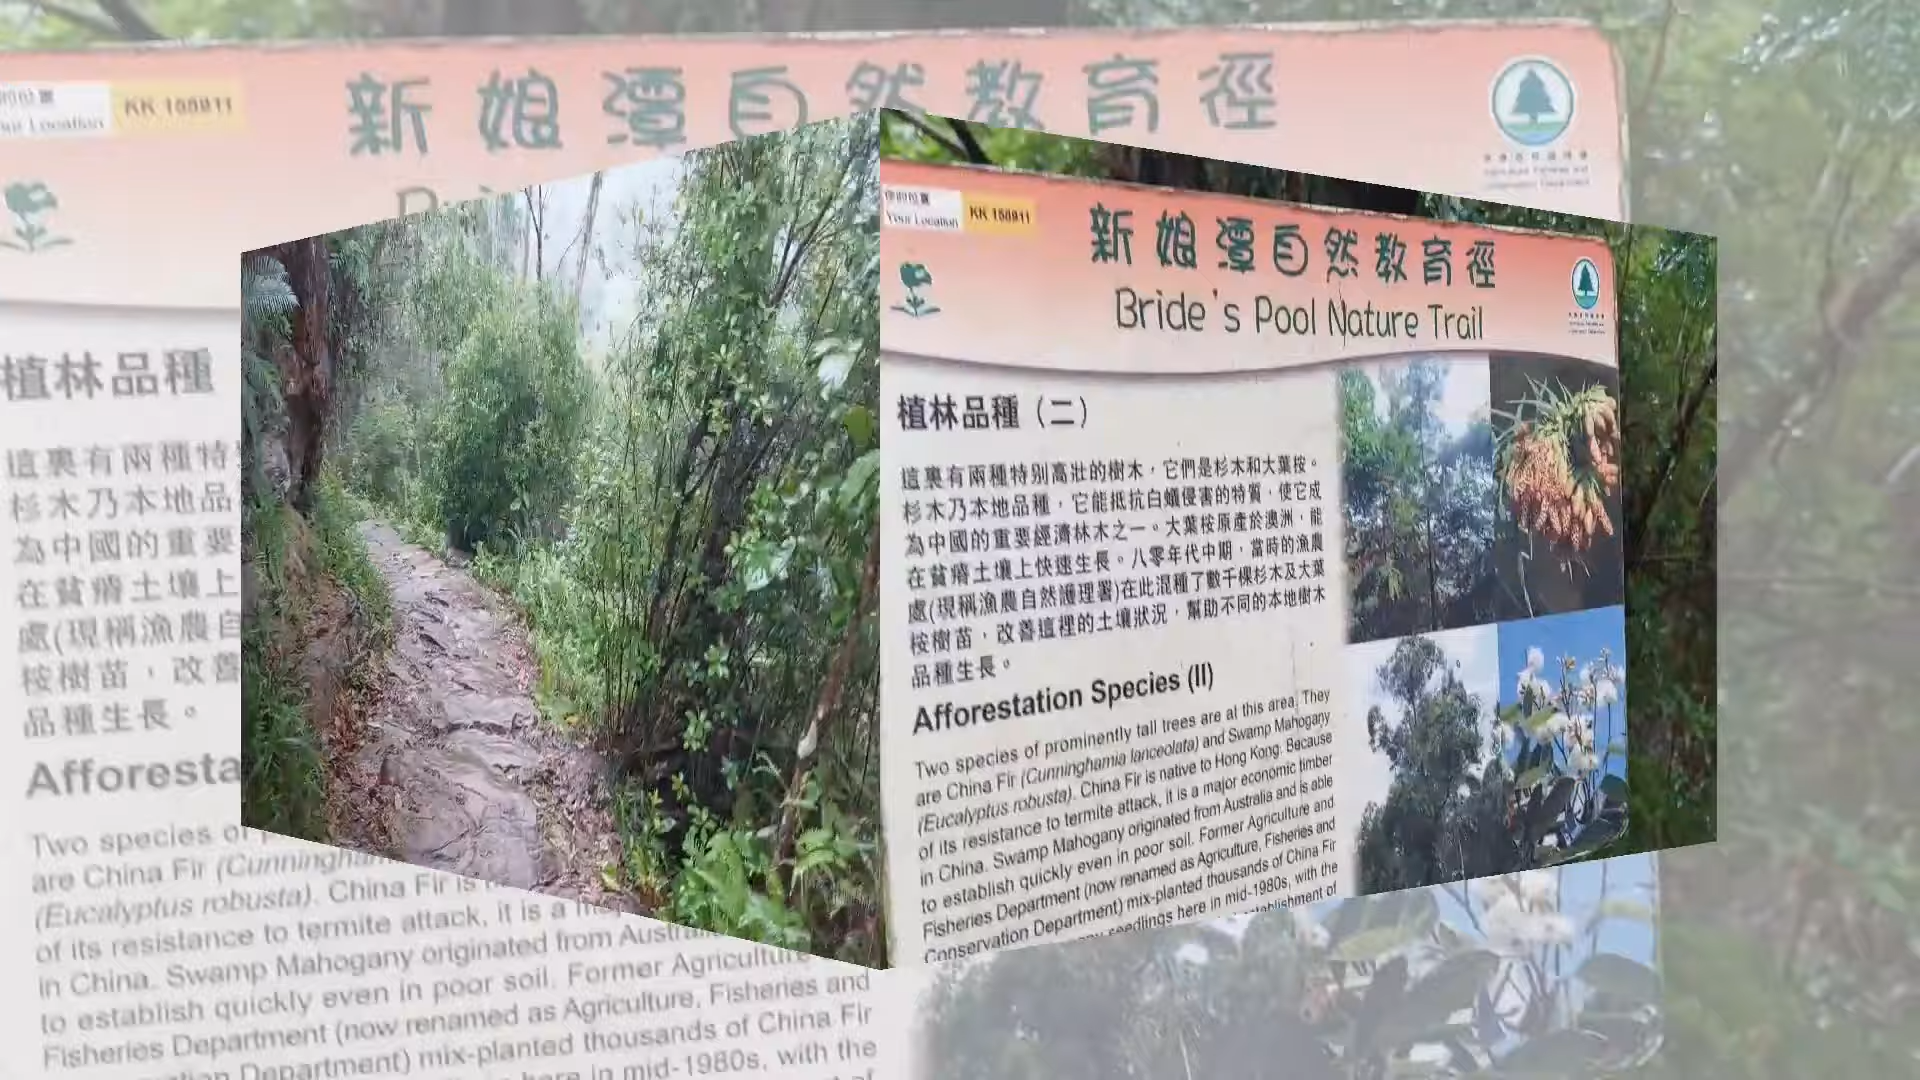 你的位置
Your Location
KK 158911
新娘潭自然教育徑
Bride's Pool Nature Trail
植林品種（二）
這裏有兩種特別高壯的樹木，它們是杉木和大葉桉。
杉木乃本地品種，它能抵抗白蟻侵害的特質，使它成
為中國的重要經濟林木之一。大葉桉原產於澳洲，能
在貧瘠土壤上快速生長。八零年代中期，當時的漁農
處(現稱漁農自然護理署)在此混種了數千棵杉木及大葉
桉樹苗，改善這裡的土壤狀況，幫助不同的本地樹木
品種生長。
Afforestation Species (II)
Two species of prominently tall trees are at this area. They
are China Fir (Cunninghamia lanceolata) and Swamp Mahogany
(Eucalyptus robusta). China Fir is native to Hong Kong. Because
of its resistance to termite attack, it is a major economic timber
in China. Swamp Mahogany originated from Australia and is able
to establish quickly even in poor soil. Former Agriculture and
Fisheries Department (now renamed as Agriculture, Fisheries and
Conservation Department) mix-planted thousands of China Fir
seedlings here in mid-1980s, with the
establishment of